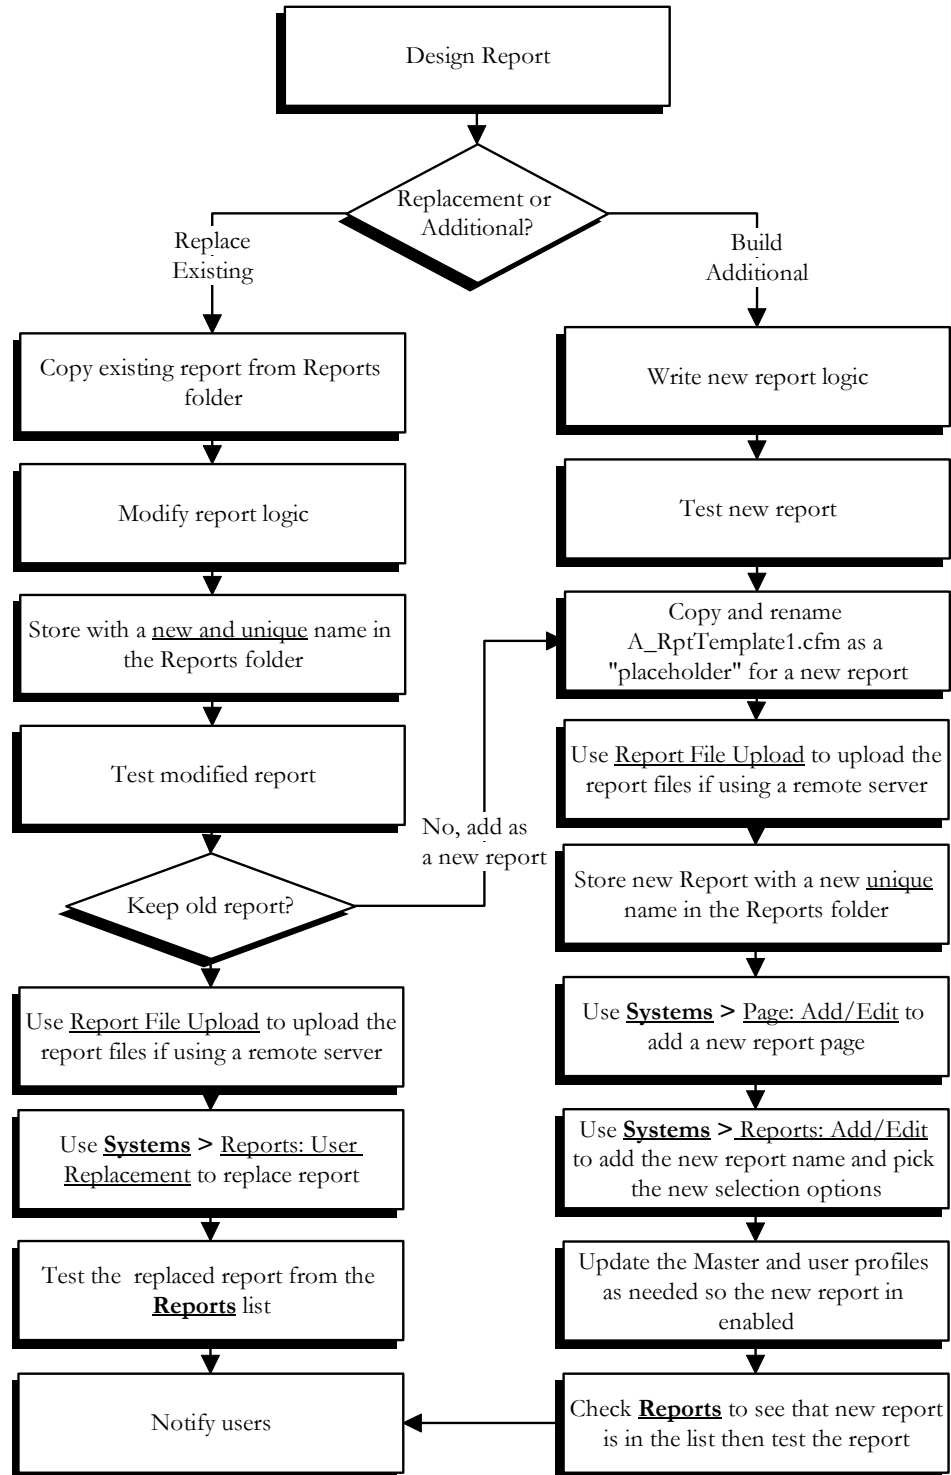 Design Report
Replacement or
Additional?
Replace
Existing
Build
Additional
Copy existing report from Reports
folder
Modify report logic
Store with a new and unique name in
the Reports folder
Test modified report
Keep old report?
No, add as
a new report
Use Report File Upload to upload the
report files if using a remote server
Use Systems > Reports: User
Replacement to replace report
Test the  replaced report from the
Reports list
Notify users
Write new report logic
Test new report
Copy and rename
A_RptTemplate1.cfm as a
"placeholder" for a new report
Use Report File Upload to upload the
report files if using a remote server
Store new Report with a new unique
name in the Reports folder
Use Systems > Page: Add/Edit to
add a new report page
Use Systems > Reports: Add/Edit
to add the new report name and pick
the new selection options
Update the Master and user profiles
as needed so the new report in
enabled
Check Reports to see that new report
is in the list then test the report